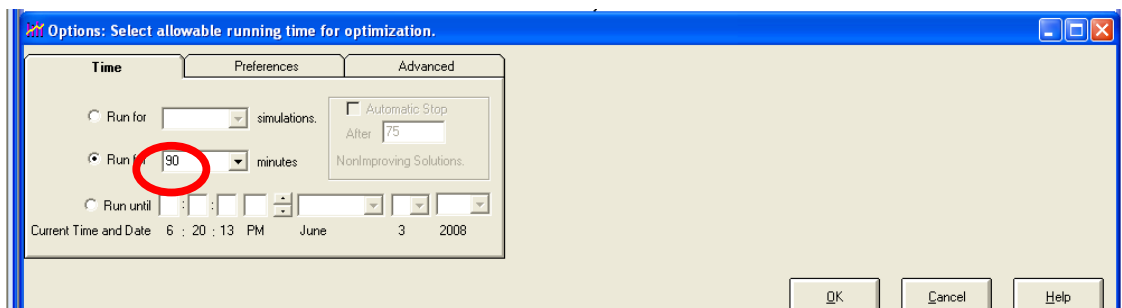 Options: Select allowable running time for optimization.
Time Preferences Advanced
Run for simulations.
Automatic Stop
After 75
NonImproving Solutions.
Run for 90 minutes
Run until : :
Current Time and Date 6 : 20 : 13 PM June 3 2008
OK Cancel Help